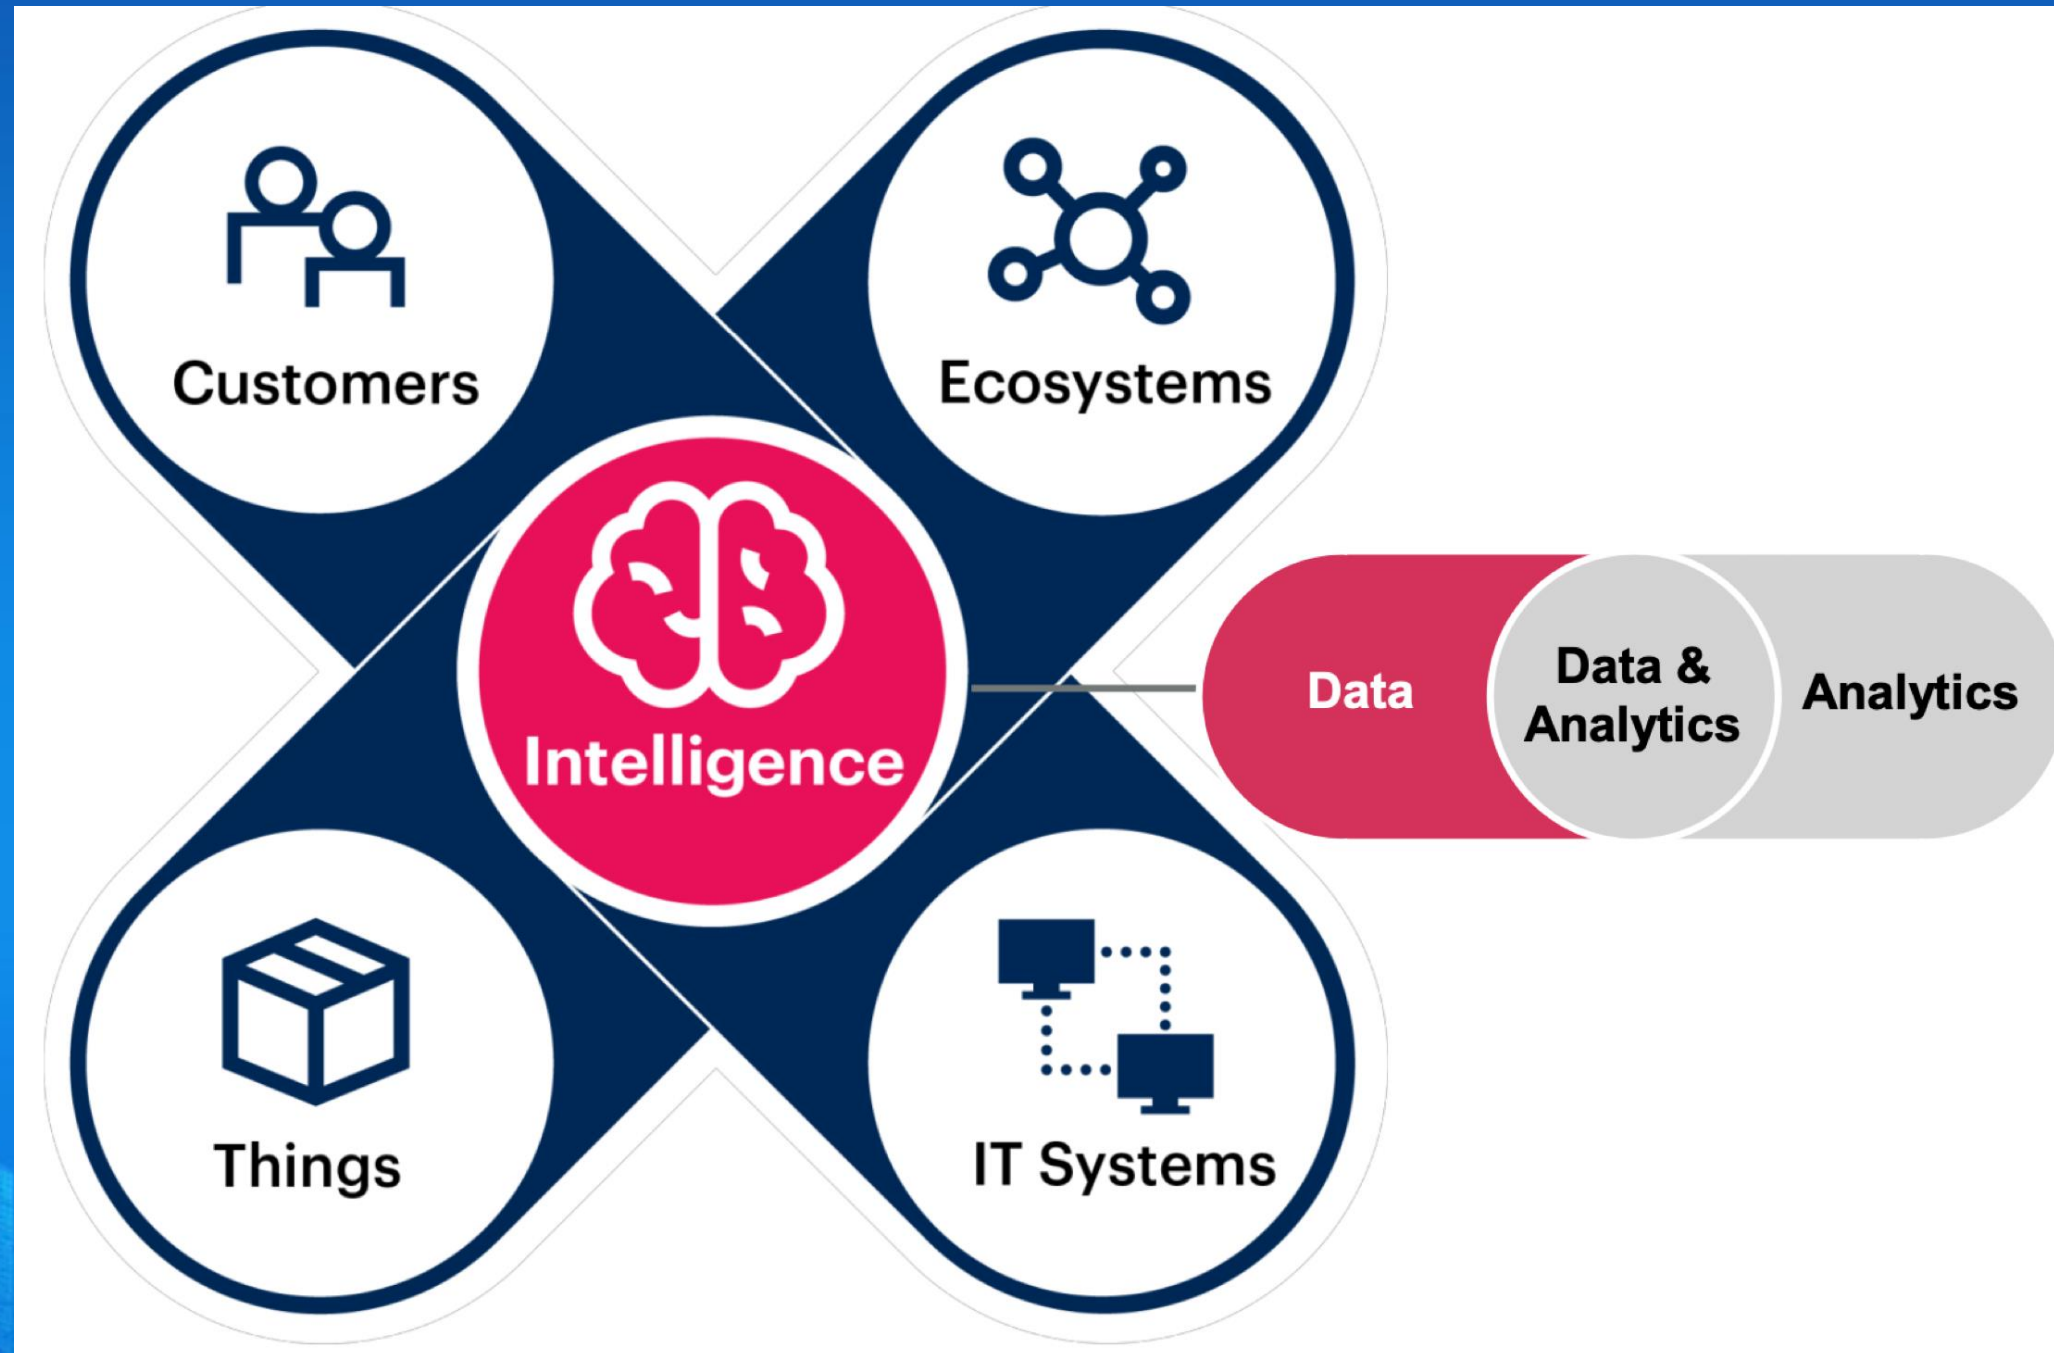 Customers
Ecosystems
Intelligence
Data
Data &
Analytics
Analytics
Things
IT Systems